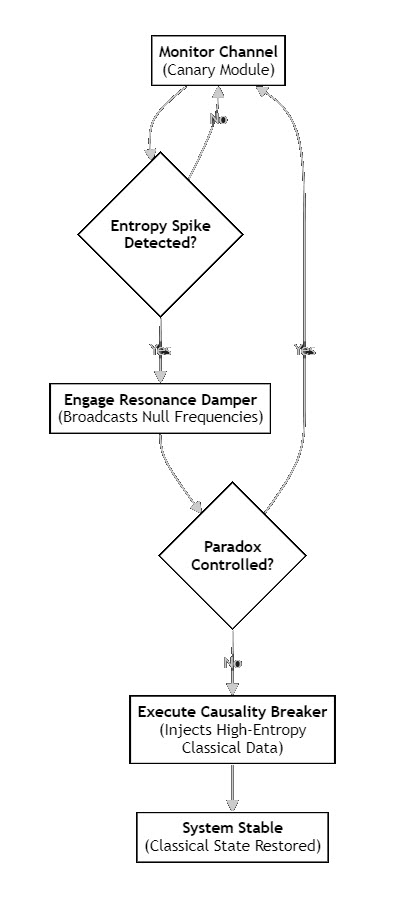 Monitor Channel
(Canary Module)
No
Entropy Spike
Detected?
Yes
Yes
Engage Resonance Damper
(Broadcasts Null Frequencies)
Paradox
Controlled?
No
Execute Causality Breaker
(Injects High-Entropy
Classical Data)
System Stable
(Classical State Restored)